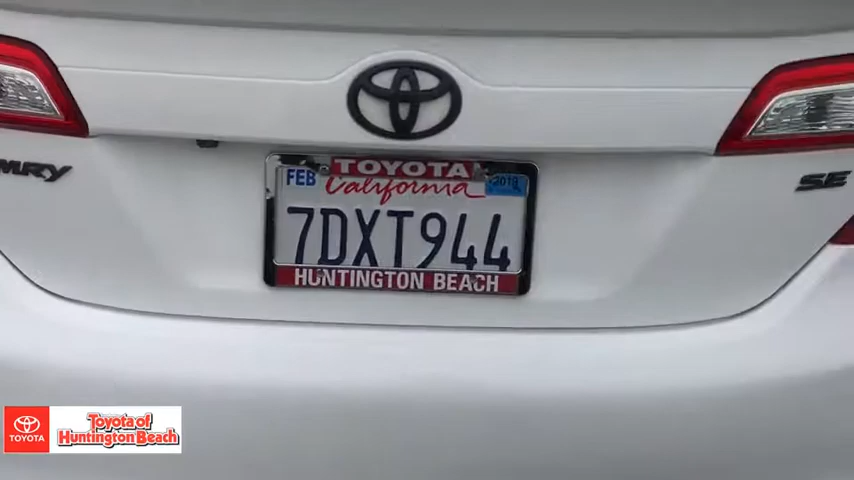 TOYOTA
FEB
California
2019
MRY
SE
7DXT944
HUNTINGTON BEACH
TOYOTA
Toyota of
Huntington Beach